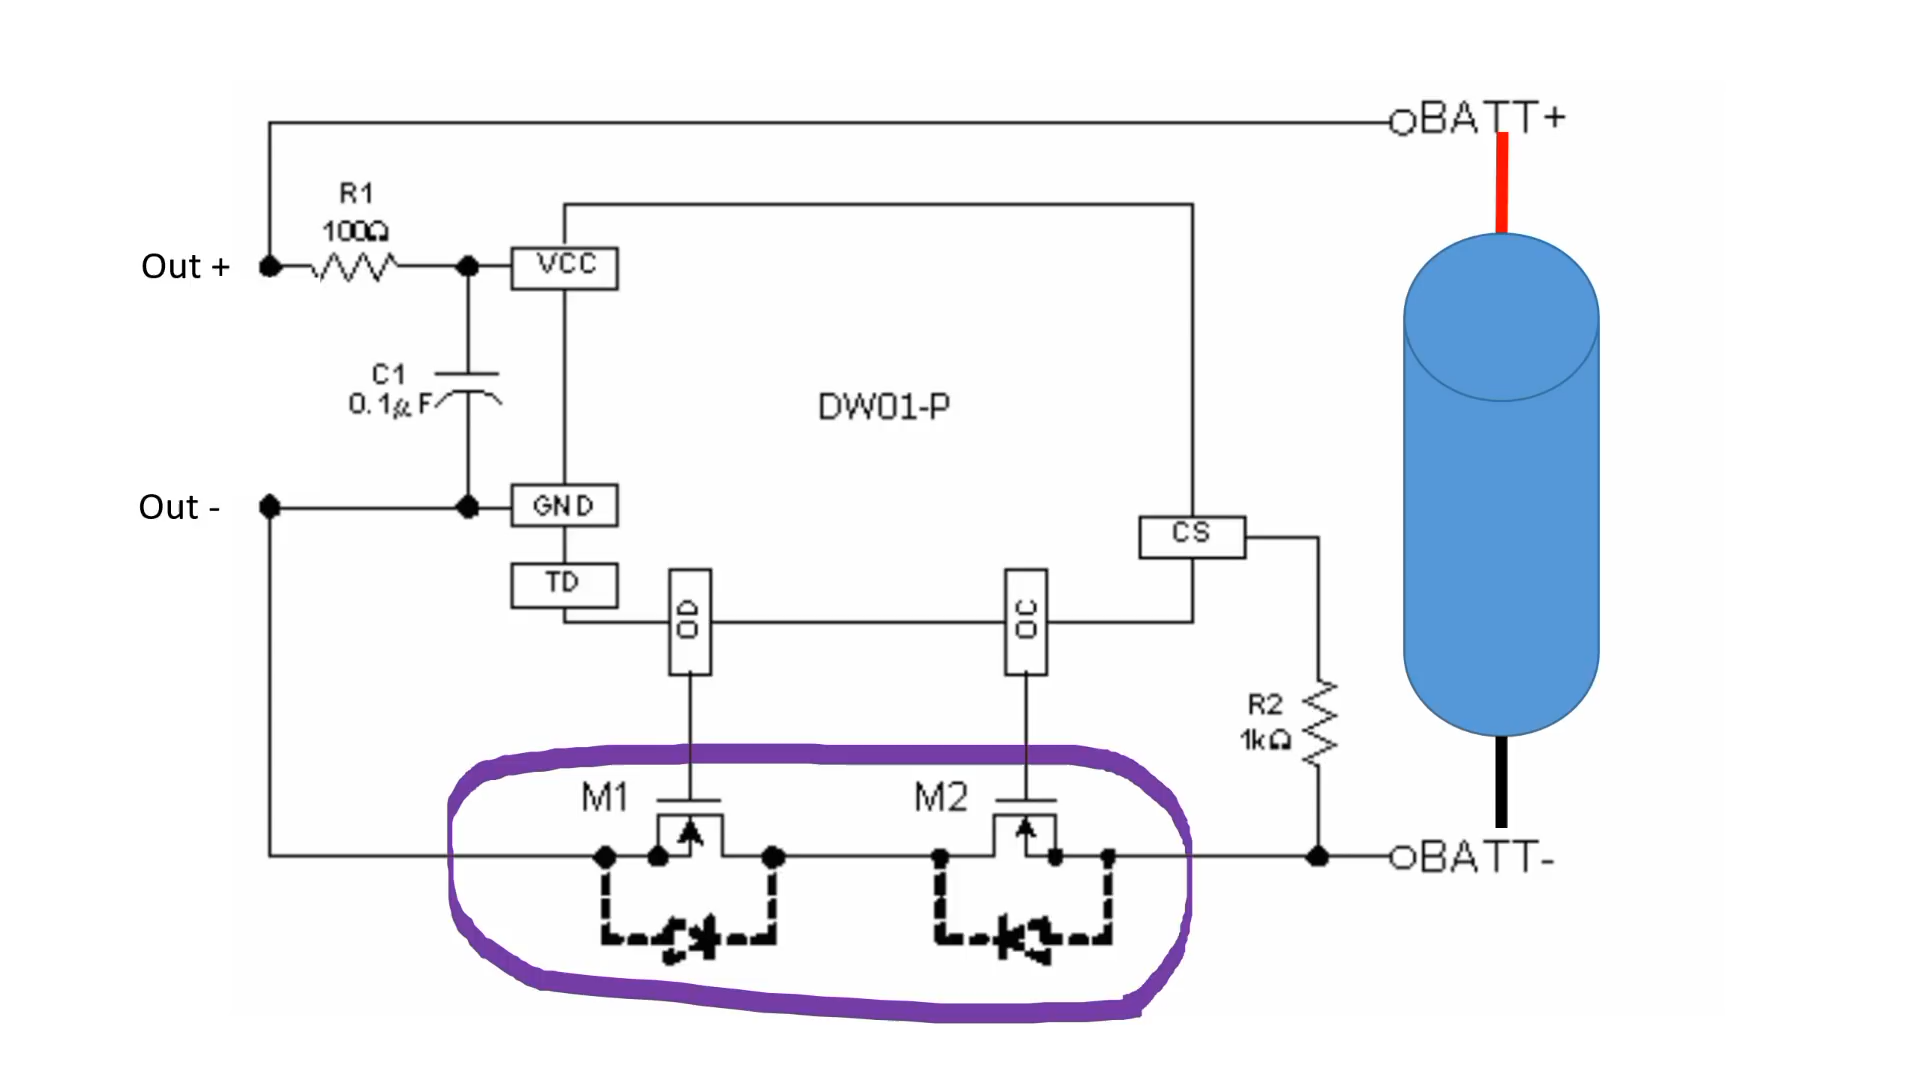 BATT+
R1
100Ω
Out +
VCC
C1
0.1µF
DW01-P
Out -
GND
CS
TD
OD
OC
R2
1kΩ
M1
M2
BATT-